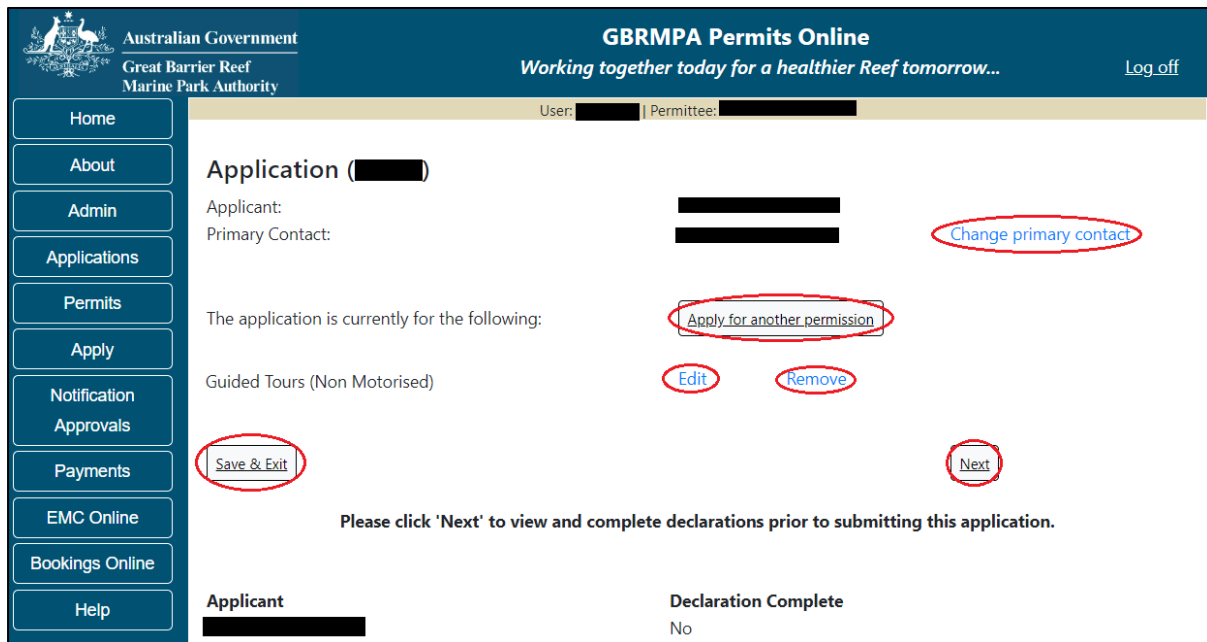 Australian Government
Great Barrier Reef
Marine Park Authority
GBRMPA Permits Online
Working together today for a healthier Reef tomorrow...
Log off
User: | Permittee:
Home
About
Admin
Applications
Permits
Apply
Notification
Approvals
Payments
EMC Online
Bookings Online
Help
Application ( )
Applicant:
Primary Contact:
Change primary contact
The application is currently for the following:
Apply for another permission
Guided Tours (Non Motorised)
Edit
Remove
Save & Exit
Next
Please click 'Next' to view and complete declarations prior to submitting this application.
Applicant
Declaration Complete
No